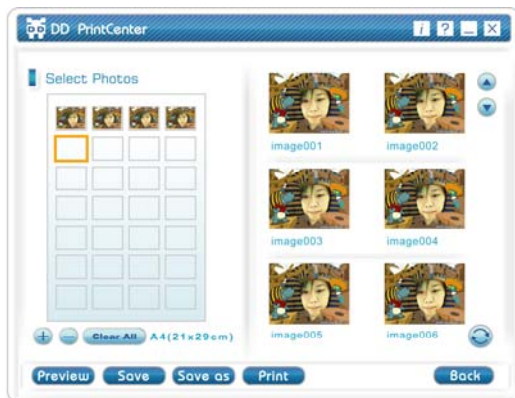 DD PrintCenter
i ? _ X
Select Photos
image001
image002
image003
image004
image005
image006
Clear All A4(21x29cm)
Preview Save Save as Print Back